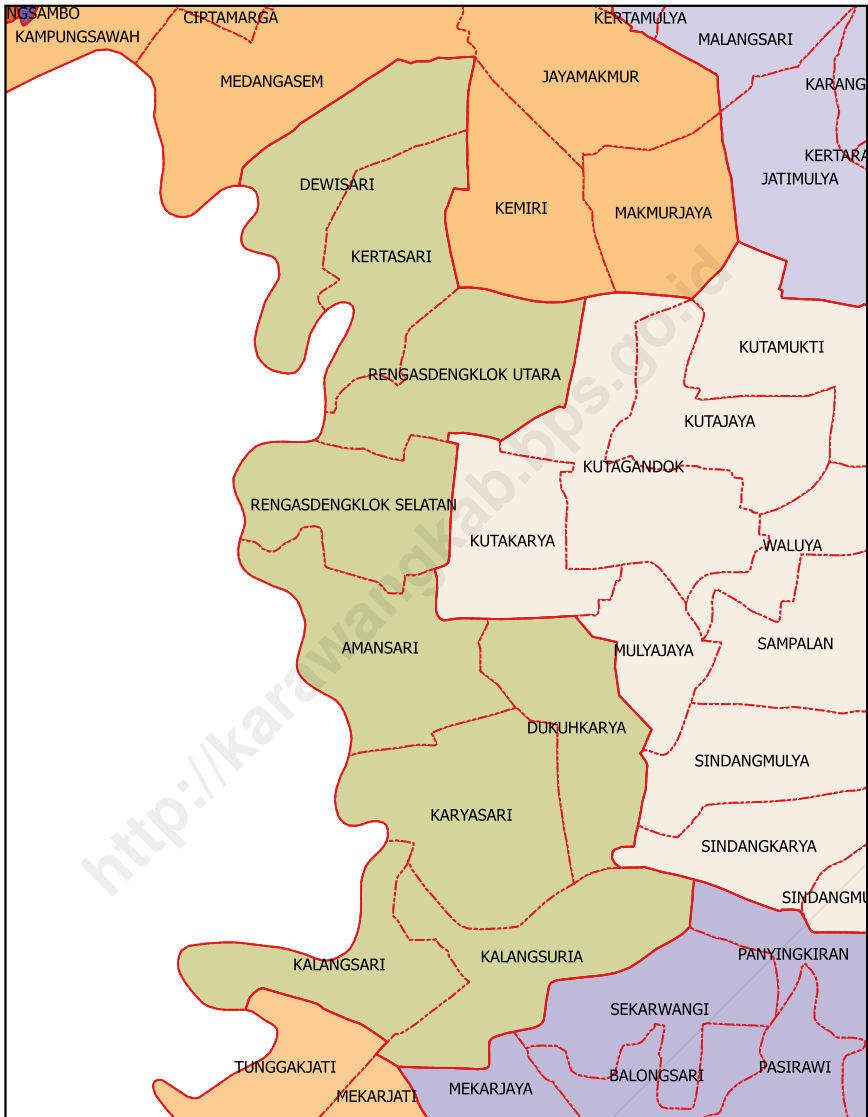 NGSAMBO
CIPTAMARGA
KERTAMULYA
KAMPUNGSAWAH
MALANGSARI
MEDANGASEM
JAYAMAKMUR
KARANG
KERTARA
JATIMULYA
DEWISARI
KEMIRI
MAKMURJAYA
KERTASARI
KUTAMUKTI
RENGASDENGKLOK UTARA
KUTAJAYA
KUTAGANDOK
RENGASDENGKLOK SELATAN
KUTAKARYA
WALUYA
AMANSARI
MULYAJAYA
SAMPALAN
DUKUHKARYA
SINDANGMULYA
KARYASARI
SINDANGKARYA
SINDANGMU
KALANGSARI
KALANGSURIA
PANYINGKIRAN
SEKARWANGI
TUNGGAKJATI
BALONGSARI
PASIRAWI
MEKARJAYA
MEKARJATI
http://karawangkab.bps.go.id